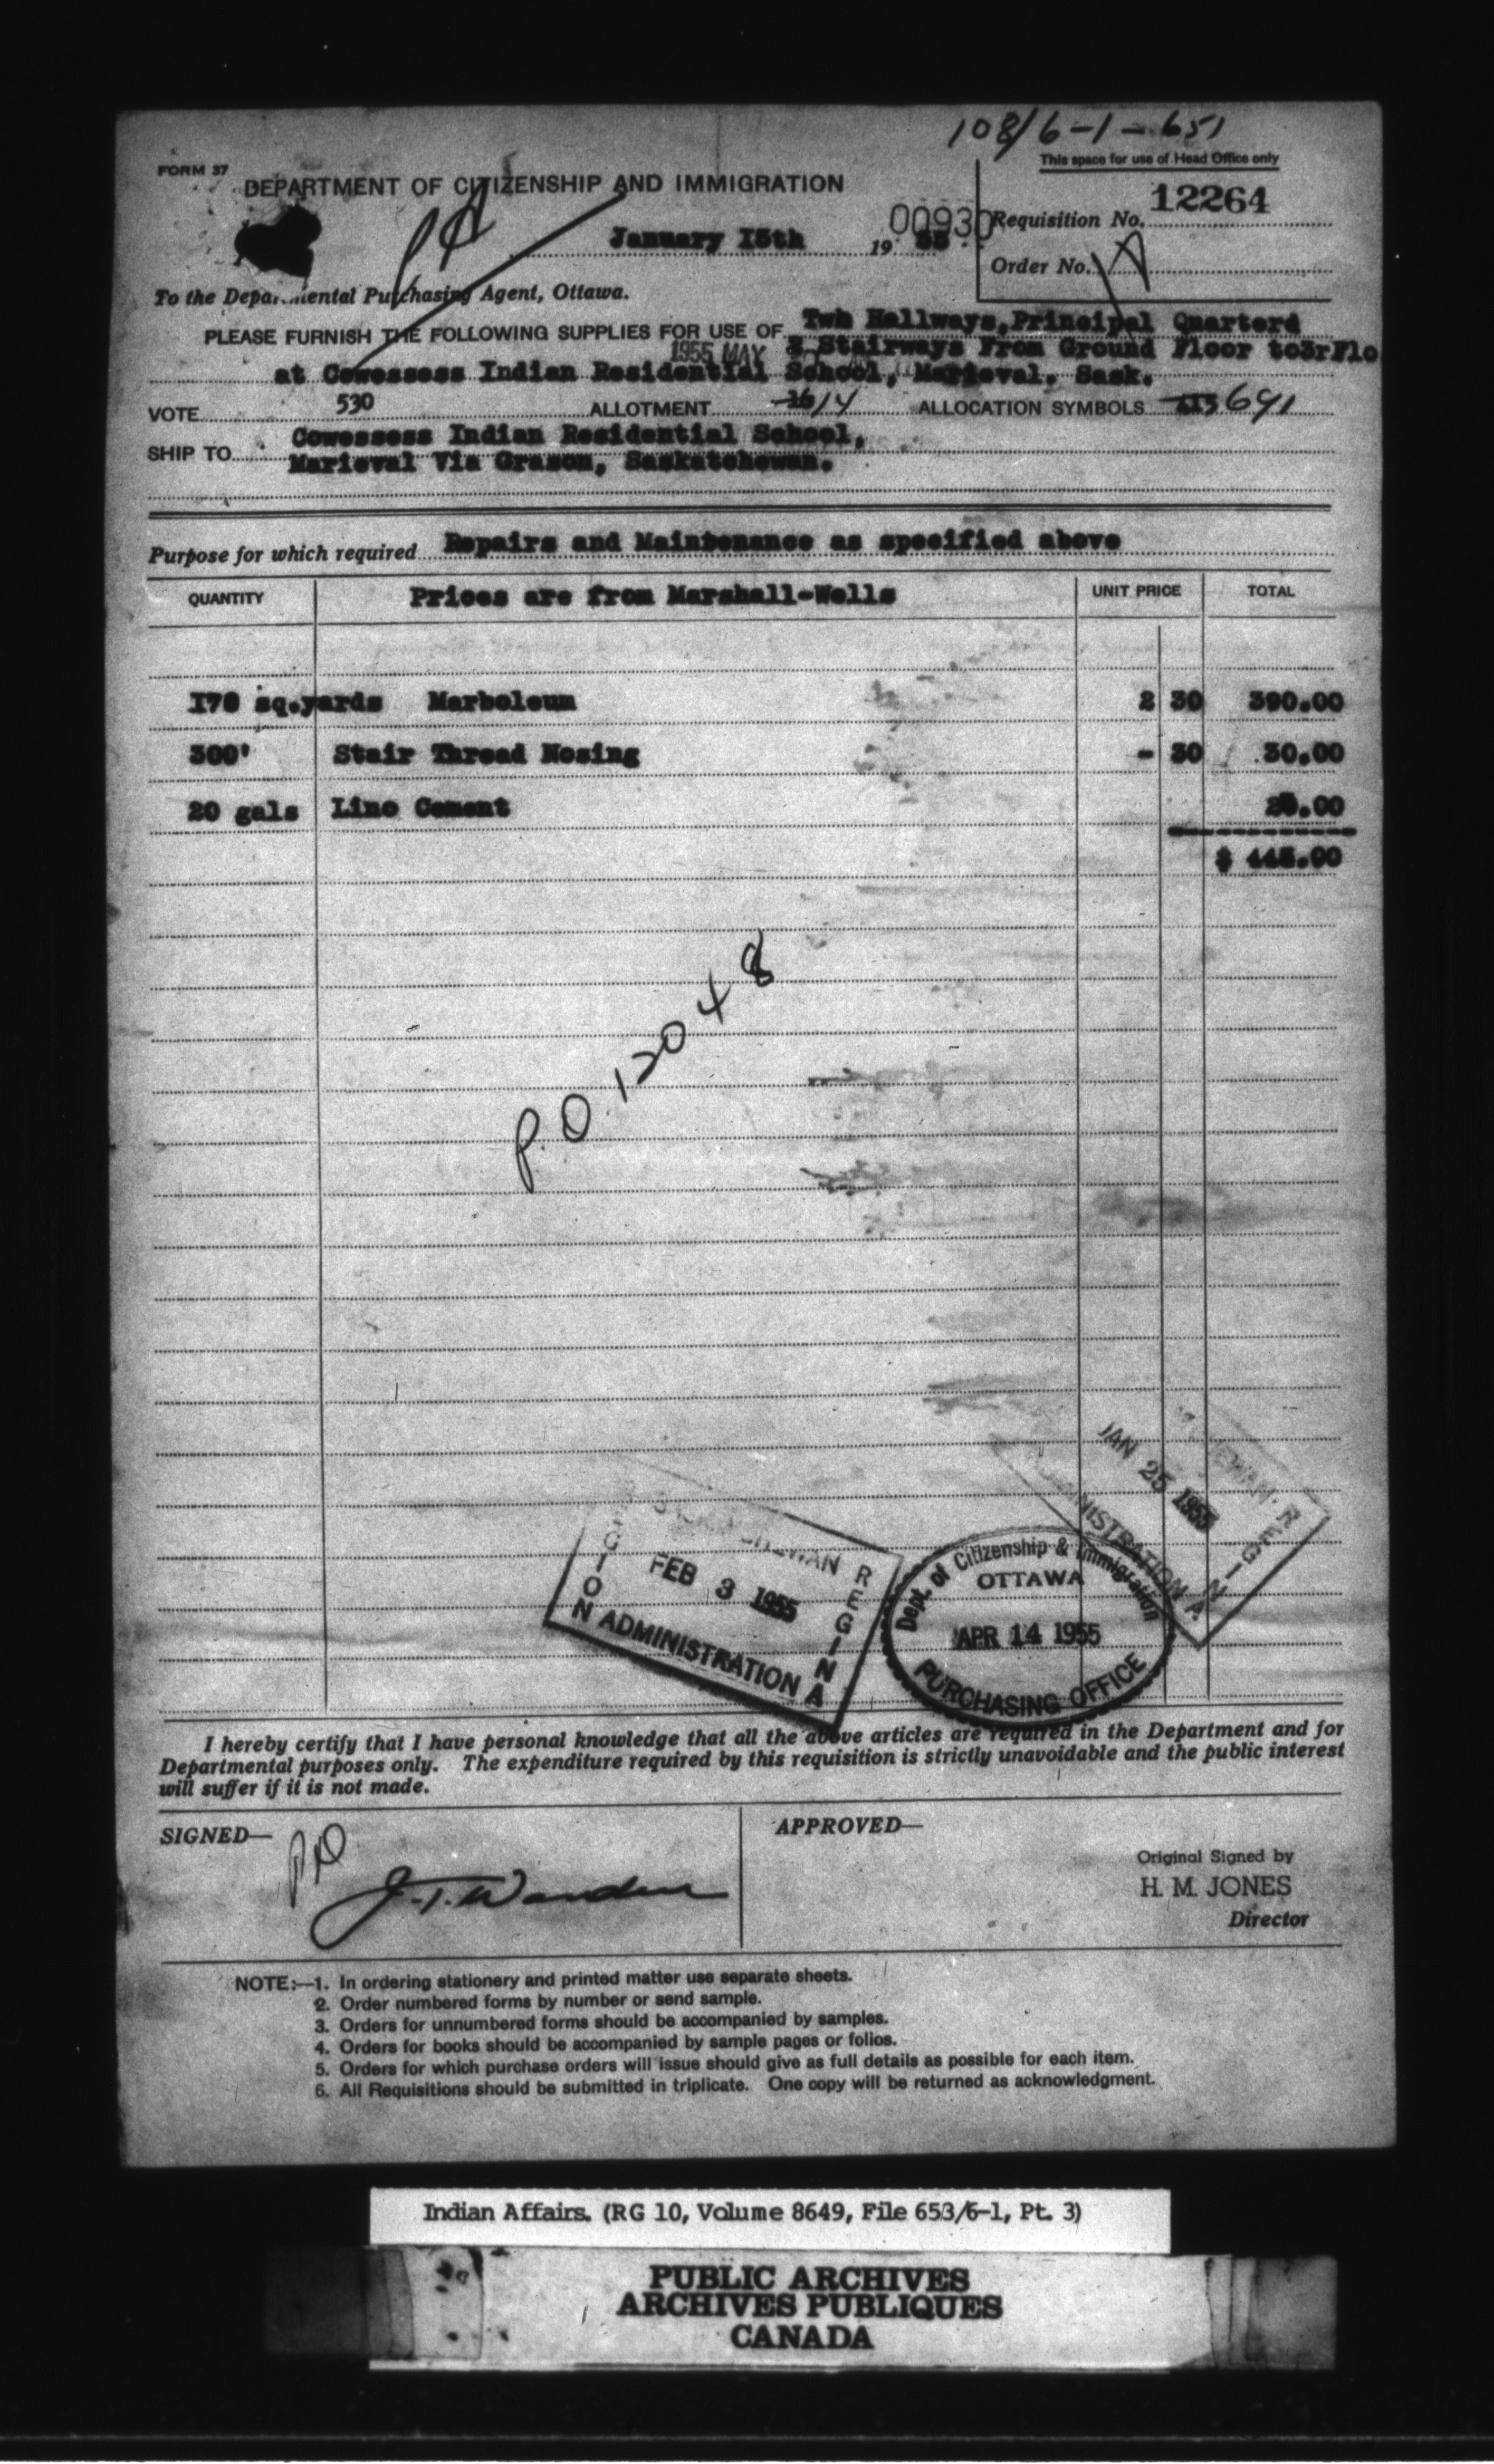 108/6-1-651
This space for use of Head Office only
FORM 37
DEPARTMENT OF CITIZENSHIP AND IMMIGRATION
Requisition No. 12264
00930
January 15th 19 55
Order No. A
To the Departmental Purchasing Agent, Ottawa.
PLEASE FURNISH THE FOLLOWING SUPPLIES FOR USE OF Two Hallways, Principal Quarterd
1955 MAY
3 Stairways From Ground Floor to3rFlo
at Cowessess Indian Residential School, Marieval, Sask.
VOTE 530 ALLOTMENT 16 14 ALLOCATION SYMBOLS 691
SHIP TO Cowessess Indian Residential School,
Marieval Via Grason, Saskatchewan.
Purpose for which required Repairs and Maintenance as specified above
QUANTITY Prices are from Marshall-Wells UNIT PRICE TOTAL
170 sq.yards Marboleum 2 30 390.00
300' Stair Thread Nosing - 30 30.00
20 gals Lino Cement .00
$ 445.00
P.O. 12048
JAN 25 1955
ADMINISTRATION
REGINA
SASKATCHEWAN REGINA
REGION
FEB 3 1955
ADMINISTRATION
Dept. of Citizenship & Immigration
OTTAWA
APR 14 1955
PURCHASING OFFICE
I hereby certify that I have personal knowledge that all the above articles are required in the Department and for
Departmental purposes only. The expenditure required by this requisition is strictly unavoidable and the public interest
will suffer if it is not made.
SIGNED—
APPROVED—
Original Signed by
H. M. JONES
Director
NOTE:—1. In ordering stationery and printed matter use separate sheets.
2. Order numbered forms by number or send sample.
3. Orders for unnumbered forms should be accompanied by samples.
4. Orders for books should be accompanied by sample pages or folios.
5. Orders for which purchase orders will issue should give as full details as possible for each item.
6. All Requisitions should be submitted in triplicate. One copy will be returned as acknowledgment.
Indian Affairs. (RG 10, Volume 8649, File 653/6-1, Pt. 3)
PUBLIC ARCHIVES
ARCHIVES PUBLIQUES
CANADA